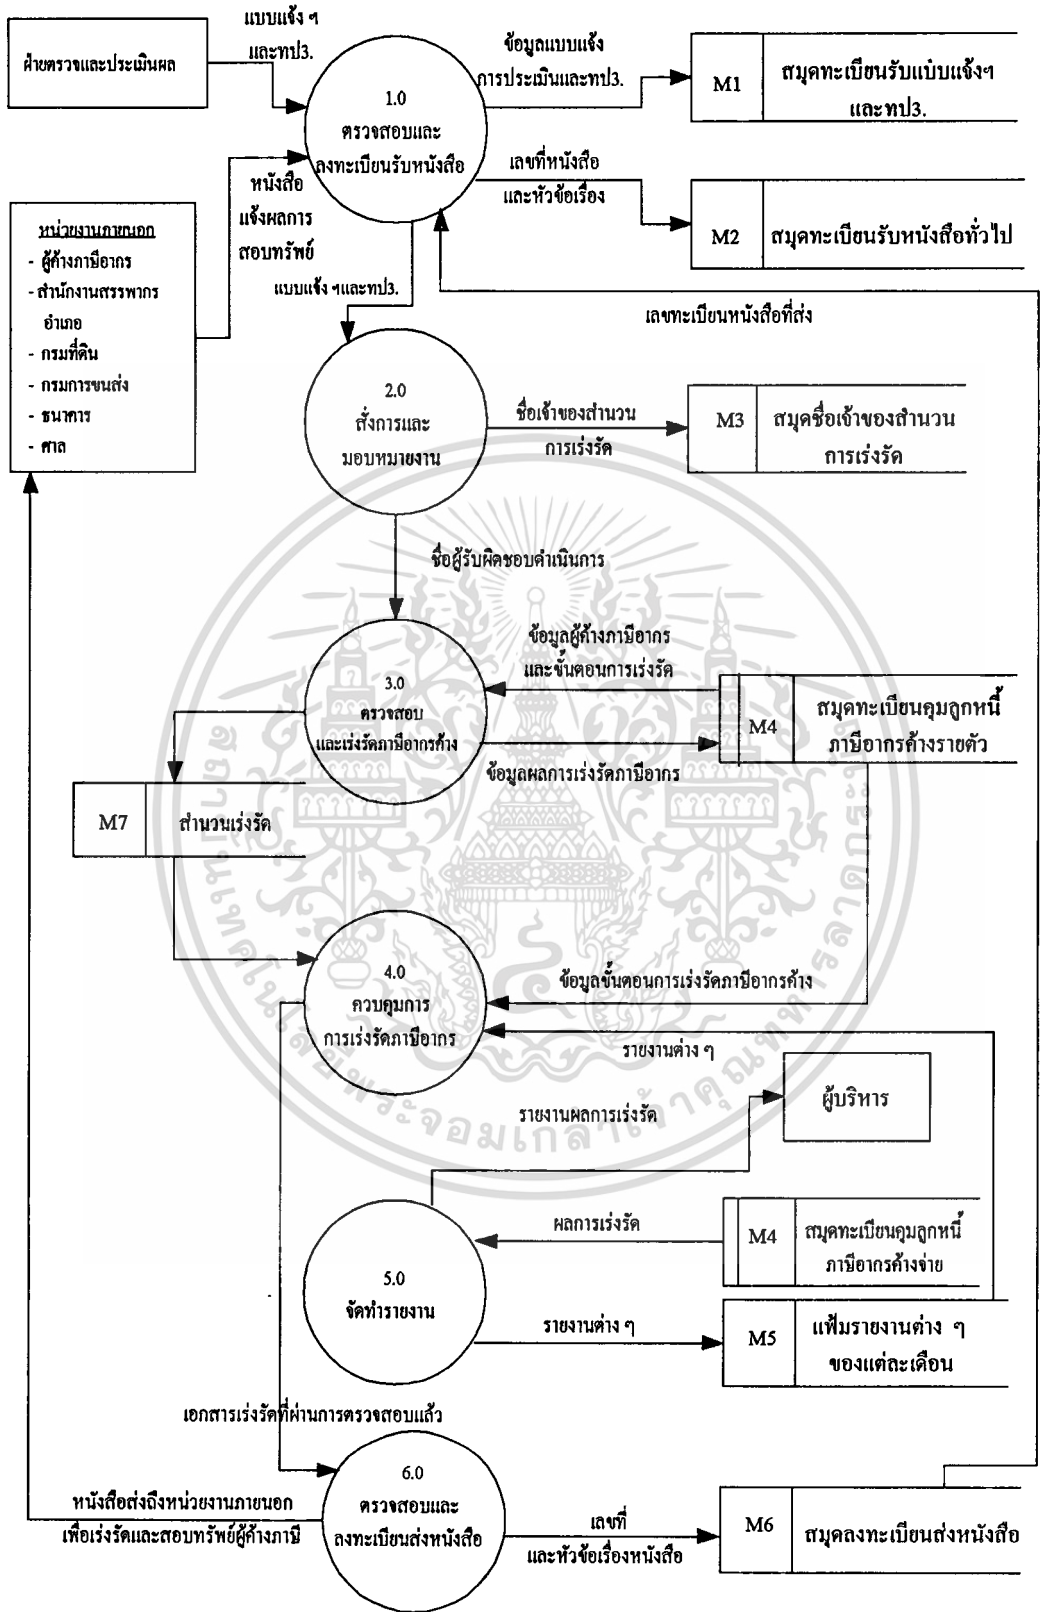 แบบแจ้ง ๆ
และทป3.
ฝ่ายตรวจและประเมินผล
ข้อมูลแบบแจ้ง
การประเมินและทป3.
M1
สมุดทะเบียนรับแบบแจ้งฯ
และทป3.
1.0
ตรวจสอบและ
ลงทะเบียนรับหนังสือ
เลขที่หนังสือ
และหัวข้อเรื่อง
M2
สมุดทะเบียนรับหนังสือทั่วไป
หนังสือ
แจ้งผลการ
สอบทรัพย์
หน่วยงานภายนอก
- ผู้ค้างภาษีอากร
- สำนักงานสรรพากร
อำเภอ
- กรมที่ดิน
- กรมการขนส่ง
- ธนาคาร
- ศาล
แบบแจ้ง ฯและทป3.
เลขทะเบียนหนังสือที่ส่ง
2.0
สั่งการและ
มอบหมายงาน
ชื่อเจ้าของสำนวน
การเร่งรัด
M3
สมุดชื่อเจ้าของสำนวน
การเร่งรัด
ชื่อผู้รับผิดชอบดำเนินการ
ข้อมูลผู้ค้างภาษีอากร
และขั้นตอนการเร่งรัด
3.0
ตรวจสอบ
และเร่งรัดภาษีอากรค้าง
M4
สมุดทะเบียนคุมลูกหนี้
ภาษีอากรค้างรายตัว
ข้อมูลผลการเร่งรัดภาษีอากร
M7
สำนวนเร่งรัด
4.0
ควบคุมการ
การเร่งรัดภาษีอากร
ข้อมูลขั้นตอนการเร่งรัดภาษีอากรค้าง
รายงานต่าง ๆ
ผู้บริหาร
รายงานผลการเร่งรัด
ผลการเร่งรัด
M4
สมุดทะเบียนคุมลูกหนี้
ภาษีอากรค้างจ่าย
5.0
จัดทำรายงาน
รายงานต่าง ๆ
M5
แฟ้มรายงานต่าง ๆ
ของแต่ละเดือน
เอกสารเร่งรัดที่ผ่านการตรวจสอบแล้ว
6.0
ตรวจสอบและ
ลงทะเบียนส่งหนังสือ
หนังสือส่งถึงหน่วยงานภายนอก
เพื่อเร่งรัดและสอบทรัพย์ผู้ค้างภาษี
เลขที่
และหัวข้อเรื่องหนังสือ
M6
สมุดลงทะเบียนส่งหนังสือ
สถาบันเทคโนโลยีพระจอมเกล้าเจ้าคุณทหารลาดกระบัง